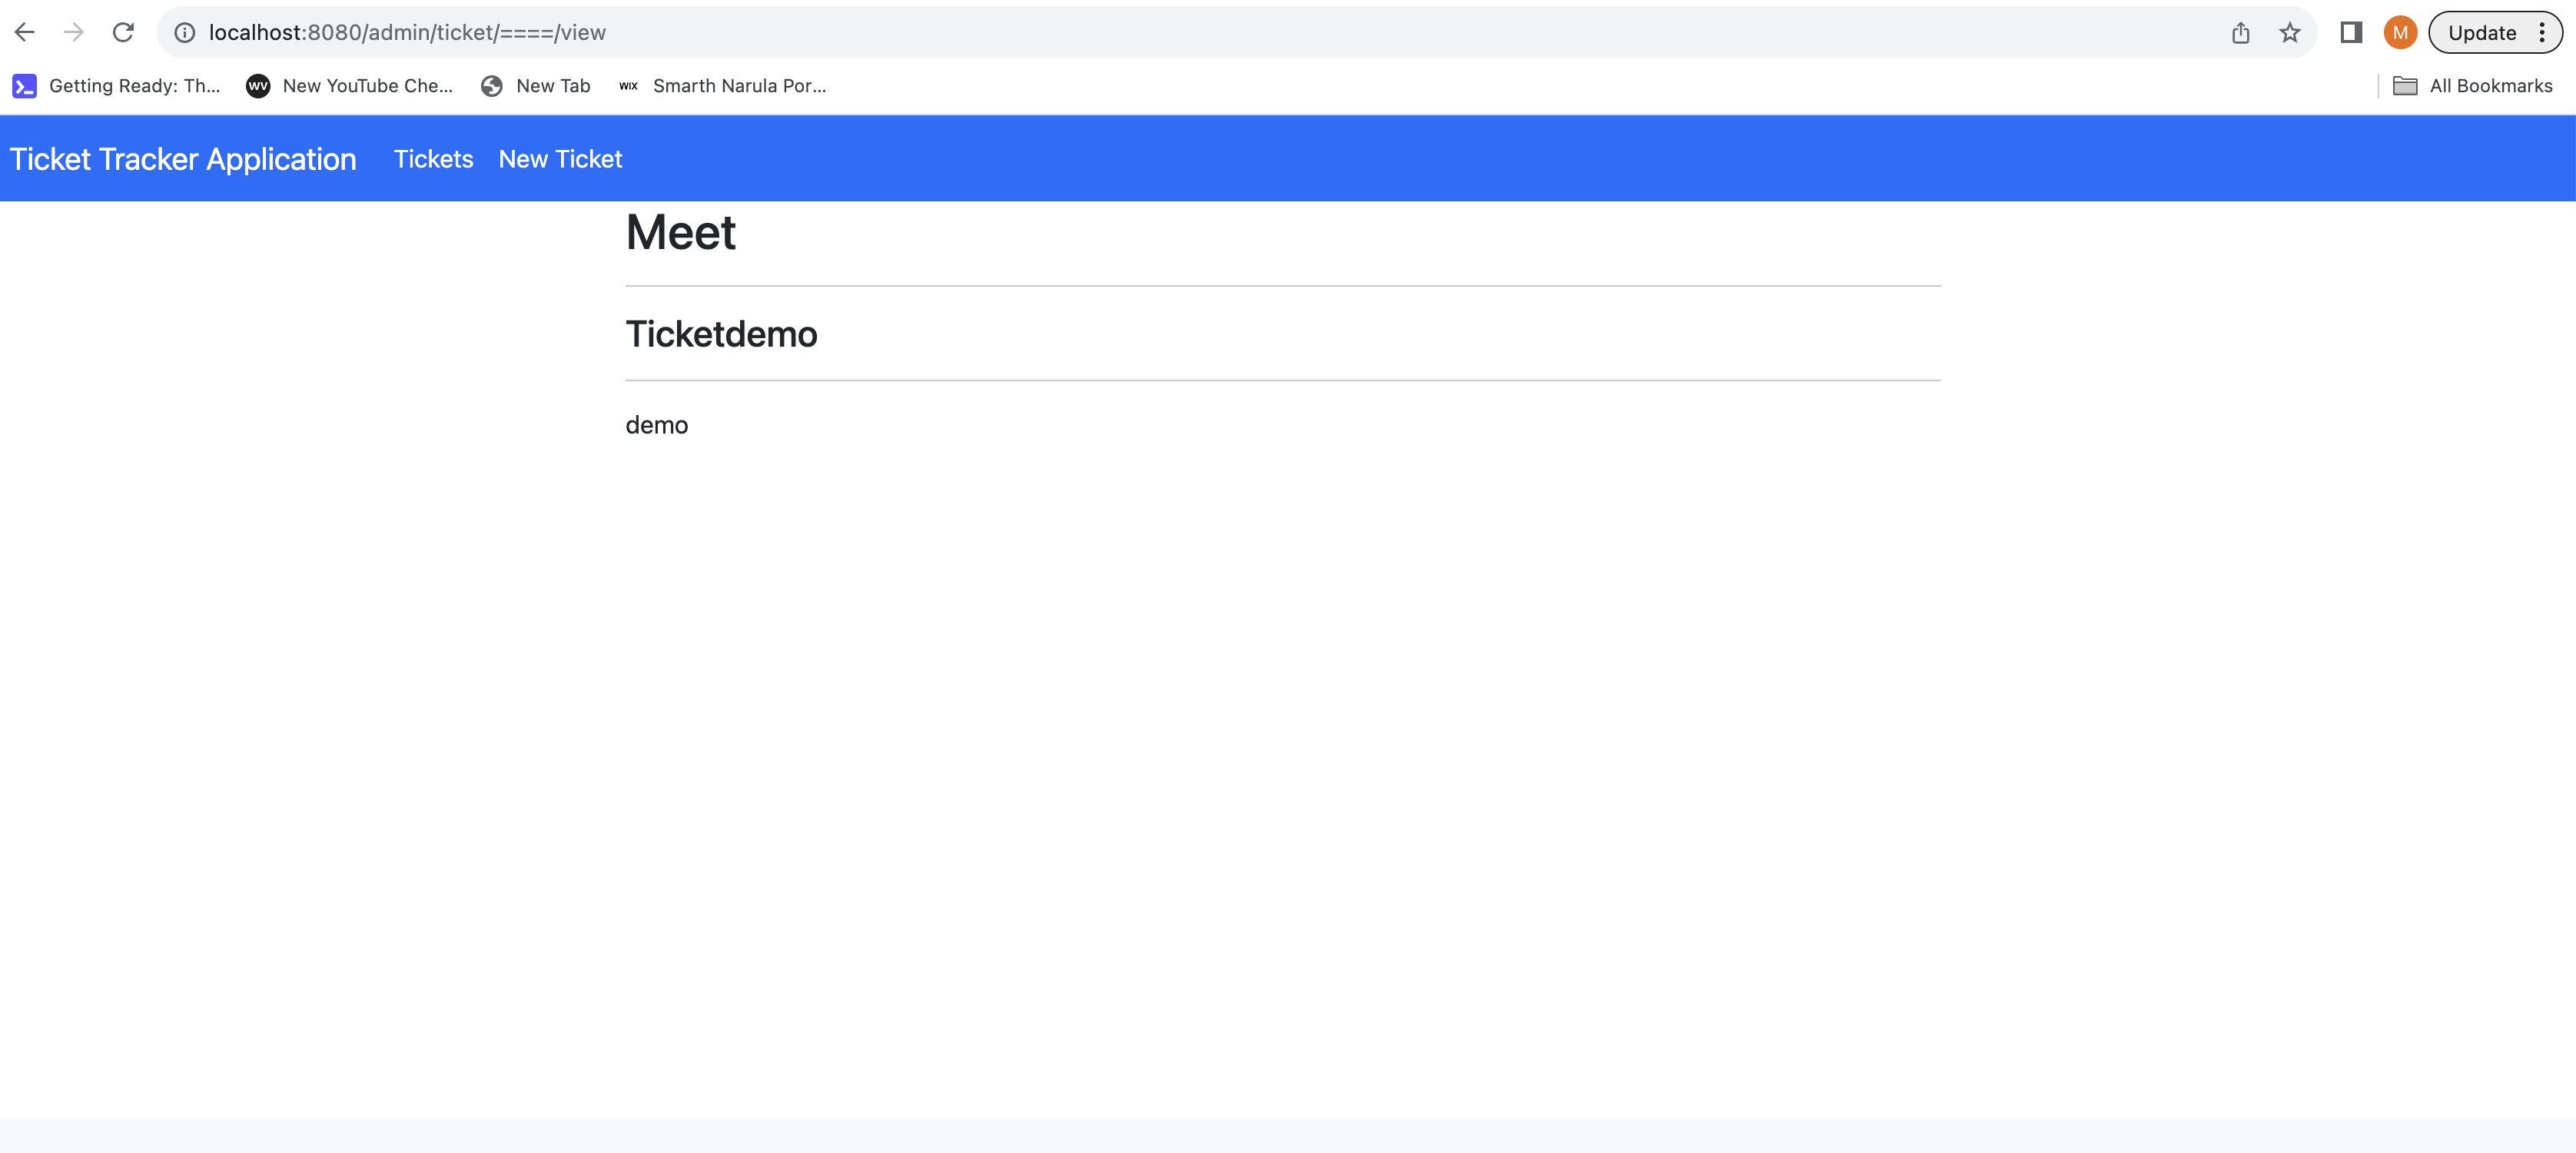 localhost:8080/admin/ticket/====/view
M
Update
Getting Ready: Th...
WV
New YouTube Che...
New Tab
WIX
Smarth Narula Por...
All Bookmarks
Ticket Tracker Application
Tickets
New Ticket
Meet
Ticketdemo
demo